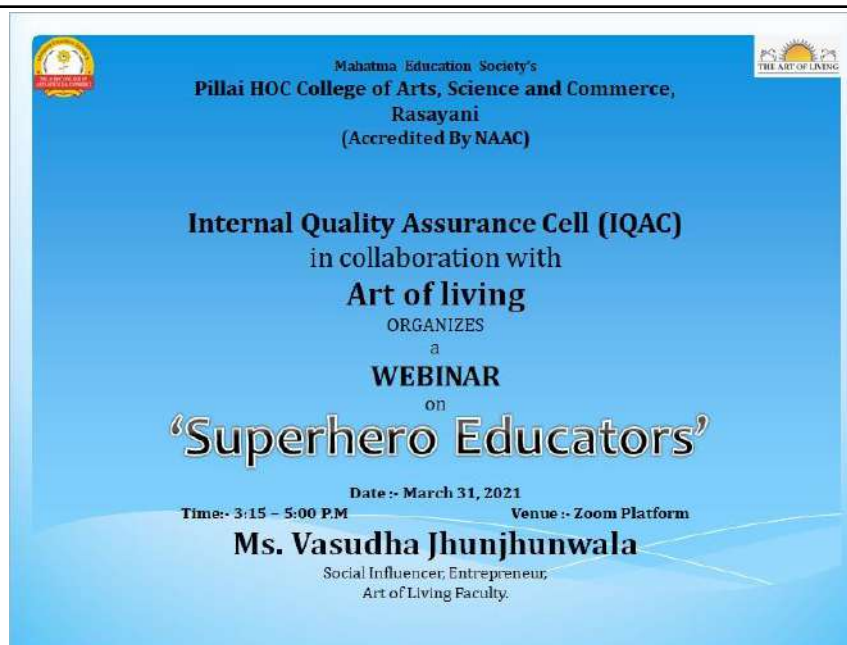 Mahatma Education Society's
Pillai HOC College of Arts, Science and Commerce,
Rasayani
(Accredited By NAAC)
THE ART OF LIVING
Internal Quality Assurance Cell (IQAC)
in collaboration with
Art of living
ORGANIZES
a
WEBINAR
on
‘Superhero Educators’
Date :- March 31, 2021
Time:- 3:15 – 5:00 P.M Venue :- Zoom Platform
Ms. Vasudha Jhunjhunwala
Social Influencer, Entrepreneur,
Art of Living Faculty.